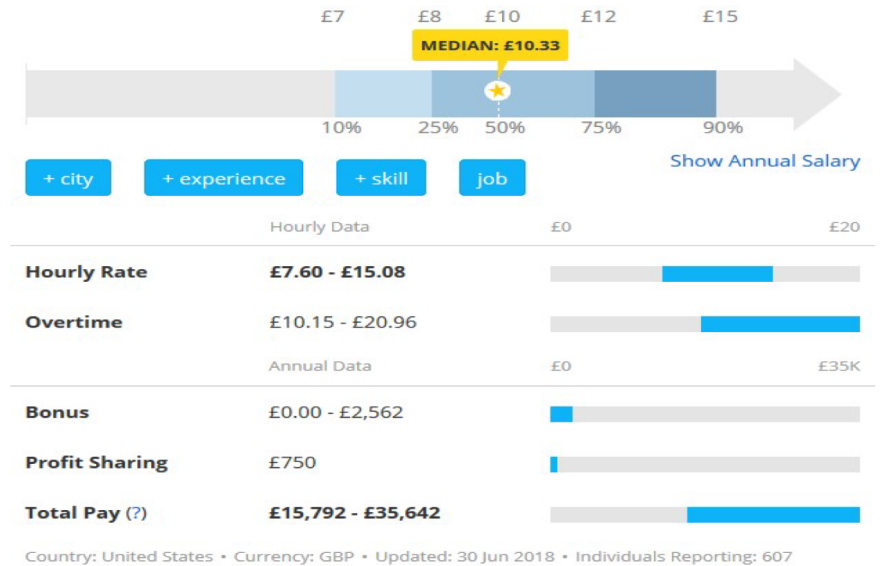 £7 £8 £10 £12 £15
MEDIAN: £10.33
10% 25% 50% 75% 90%
Show Annual Salary
+ city + experience + skill job
Hourly Data £0 £20
Hourly Rate £7.60 - £15.08
Overtime £10.15 - £20.96
Annual Data £0 £35K
Bonus £0.00 - £2,562
Profit Sharing £750
Total Pay (?) £15,792 - £35,642
Country: United States • Currency: GBP • Updated: 30 Jun 2018 • Individuals Reporting: 607